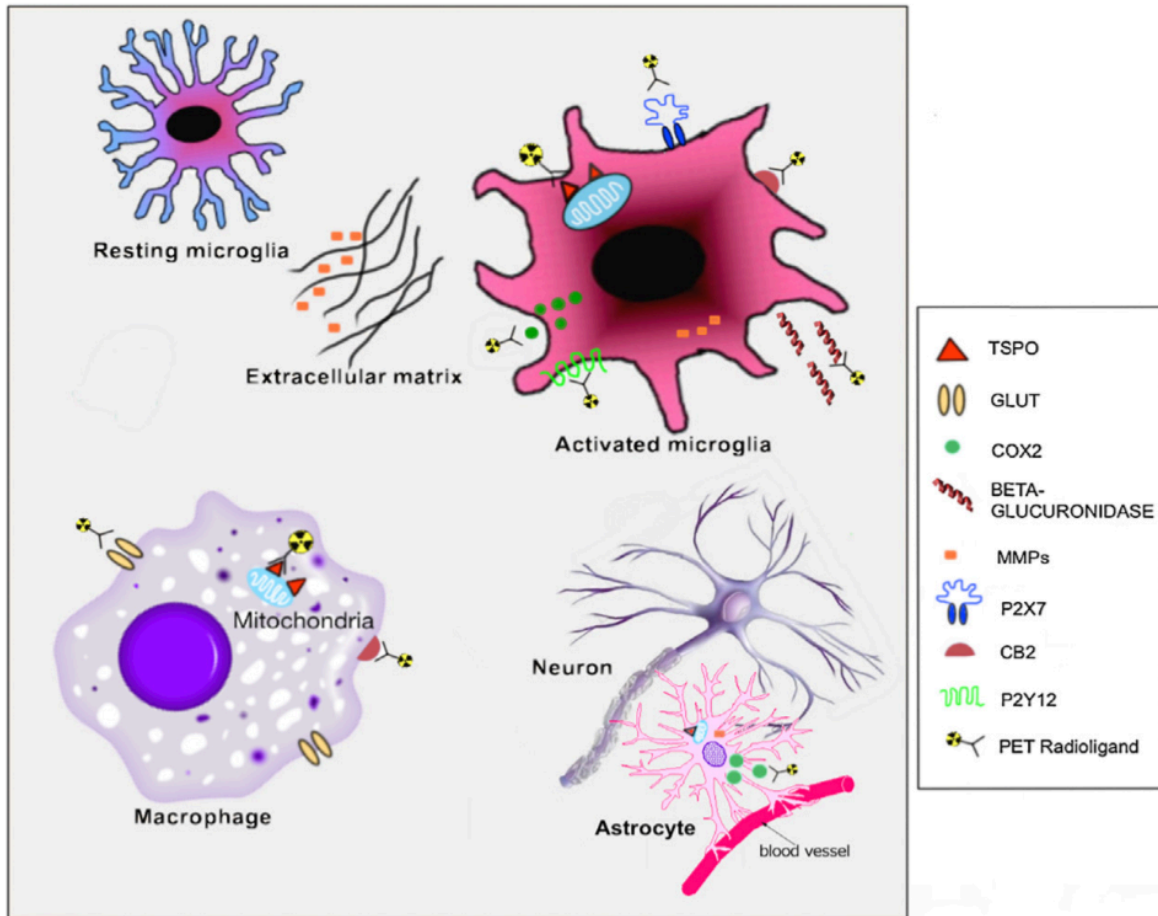 Resting microglia
Extracellular matrix
Activated microglia
Mitochondria
Macrophage
Neuron
Astrocyte
blood vessel
TSPO
GLUT
COX2
BETA-
GLUCURONIDASE
MMPs
P2X7
CB2
P2Y12
PET Radioligand